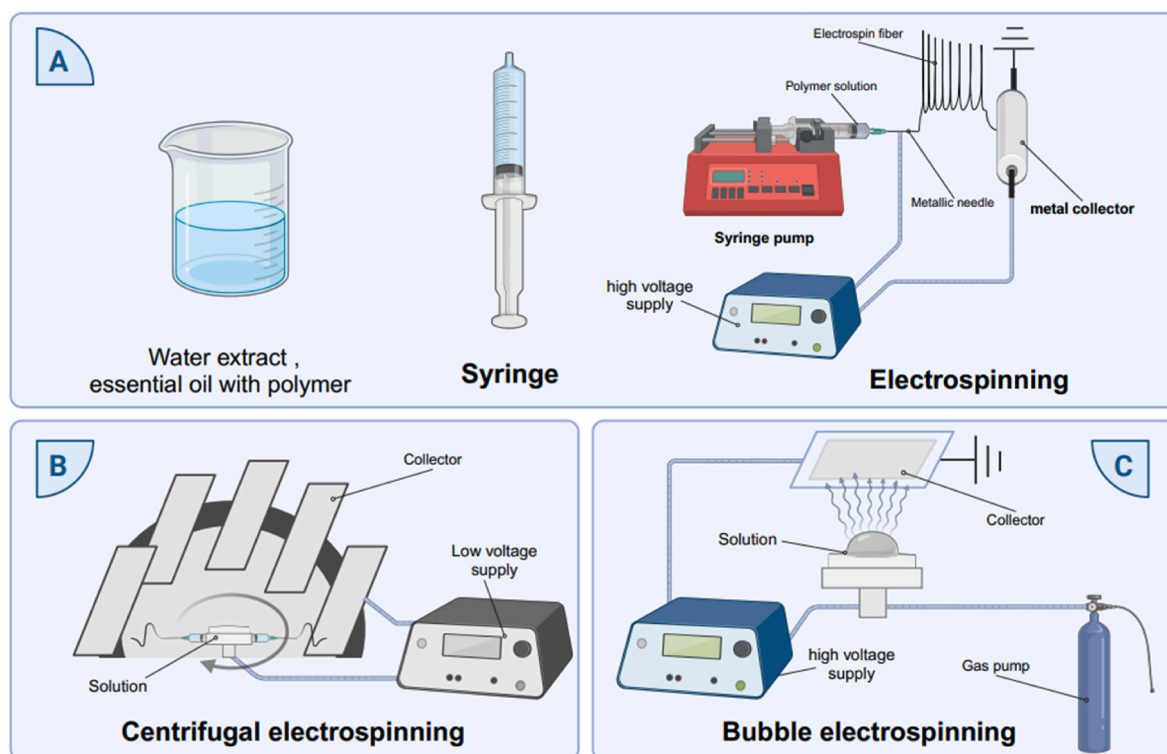 A
Electrospin fiber
Polymer solution
Metallic needle
metal collector
Syringe pump
high voltage
supply
Water extract ,
essential oil with polymer
Syringe
Electrospinning
B
Collector
Low voltage
supply
Solution
Centrifugal electrospinning
C
Collector
Solution
high voltage
supply
Gas pump
Bubble electrospinning